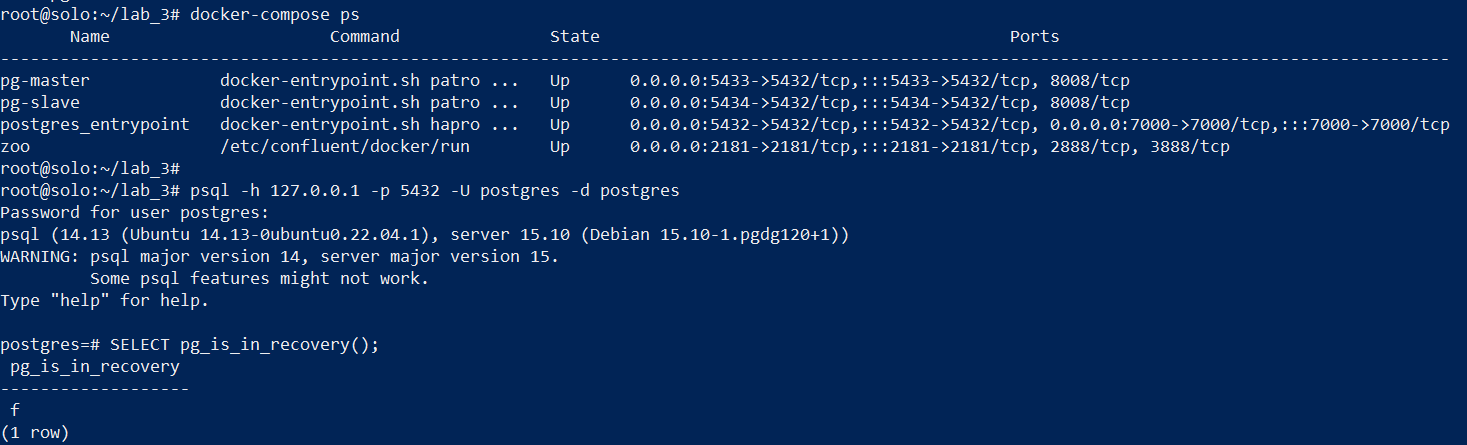 root@solo:~/lab_3# docker-compose ps
       Name                      Command               State                                         Ports
-----------------------------------------------------------------------------------------------------------------------------------------------------------------
pg-master             docker-entrypoint.sh patro ...   Up      0.0.0.0:5433->5432/tcp,:::5433->5432/tcp, 8008/tcp
pg-slave              docker-entrypoint.sh patro ...   Up      0.0.0.0:5434->5432/tcp,:::5434->5432/tcp, 8008/tcp
postgres_entrypoint   docker-entrypoint.sh hapro ...   Up      0.0.0.0:5432->5432/tcp,:::5432->5432/tcp, 0.0.0.0:7000->7000/tcp,:::7000->7000/tcp
zoo                   /etc/confluent/docker/run        Up      0.0.0.0:2181->2181/tcp,:::2181->2181/tcp, 2888/tcp, 3888/tcp
root@solo:~/lab_3#
root@solo:~/lab_3# psql -h 127.0.0.1 -p 5432 -U postgres -d postgres
Password for user postgres:
psql (14.13 (Ubuntu 14.13-0ubuntu0.22.04.1), server 15.10 (Debian 15.10-1.pgdg120+1))
WARNING: psql major version 14, server major version 15.
         Some psql features might not work.
Type "help" for help.

postgres=# SELECT pg_is_in_recovery();
 pg_is_in_recovery
-------------------
 f
(1 row)